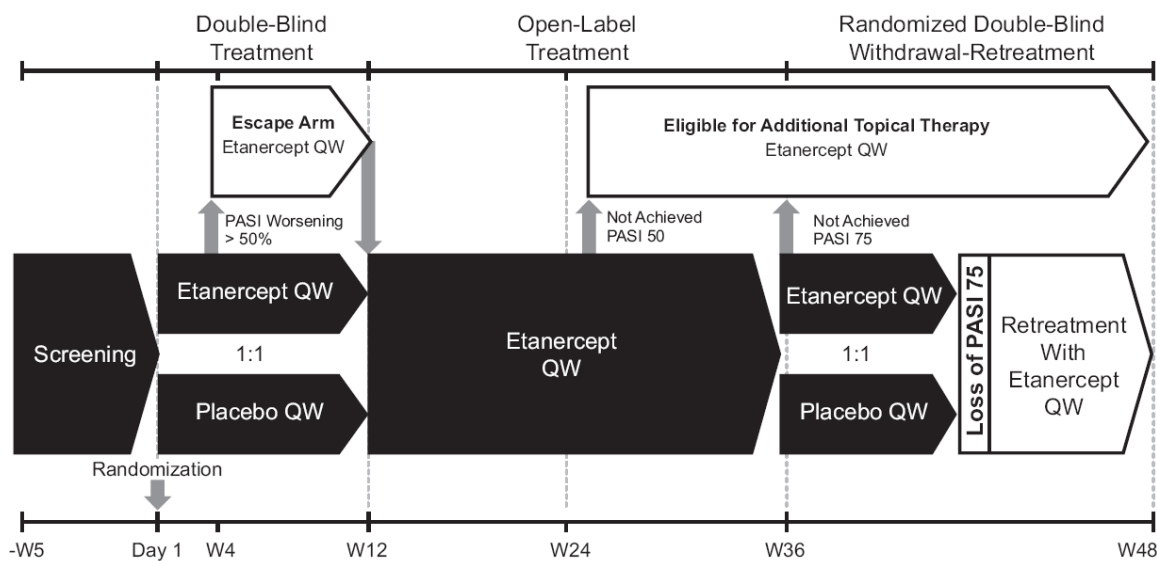 Double-Blind
Treatment
Open-Label
Treatment
Randomized Double-Blind
Withdrawal-Retreatment
Escape Arm
Etanercept QW
Eligible for Additional Topical Therapy
Etanercept QW
PASI Worsening
> 50%
Not Achieved
PASI 50
Not Achieved
PASI 75
Screening
Etanercept QW
1:1
Placebo QW
Etanercept
QW
Etanercept QW
1:1
Placebo QW
Loss of PASI 75
Retreatment
With
Etanercept
QW
Randomization
-W5
Day 1
W4
W12
W24
W36
W48